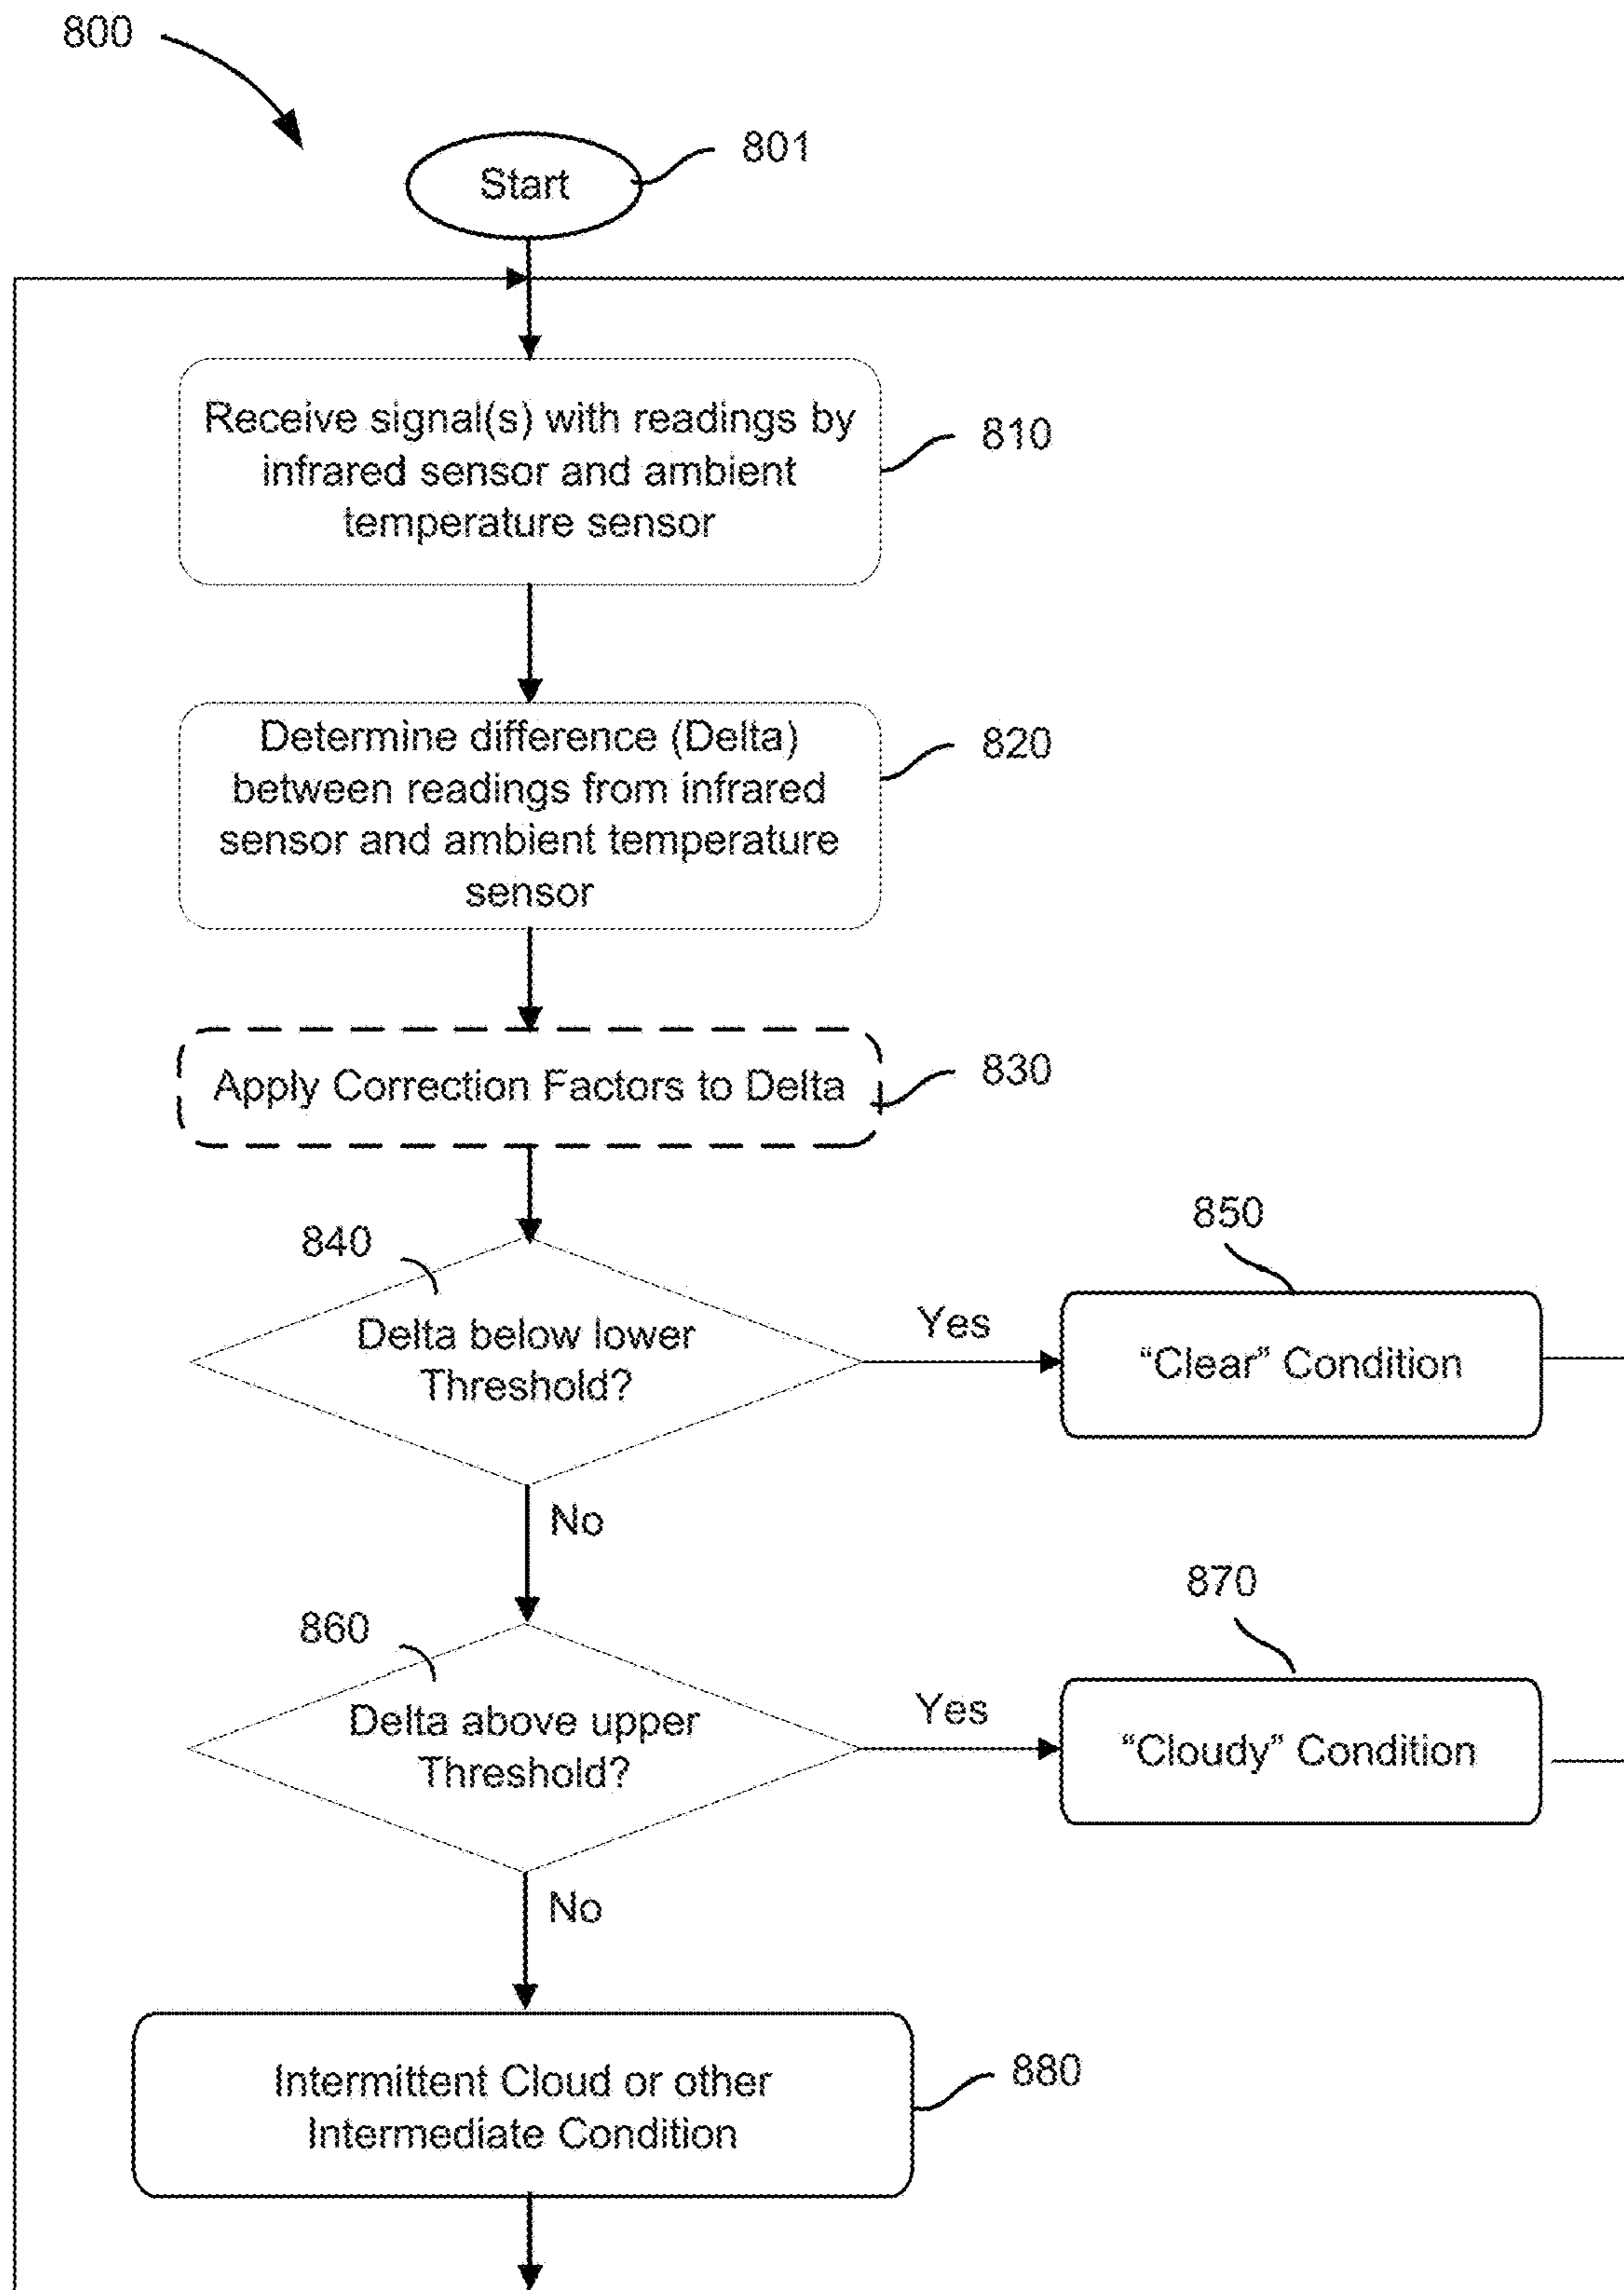 800
Start
801
Receive signal(s) with readings by
infrared sensor and ambient
temperature sensor
810
Determine difference (Delta)
between readings from infrared
sensor and ambient temperature
sensor
820
Apply Correction Factors to Delta
830
840
Delta below lower
Threshold?
Yes
850
“Clear” Condition
No
860
Delta above upper
Threshold?
Yes
870
“Cloudy” Condition
No
Intermittent Cloud or other
Intermediate Condition
880